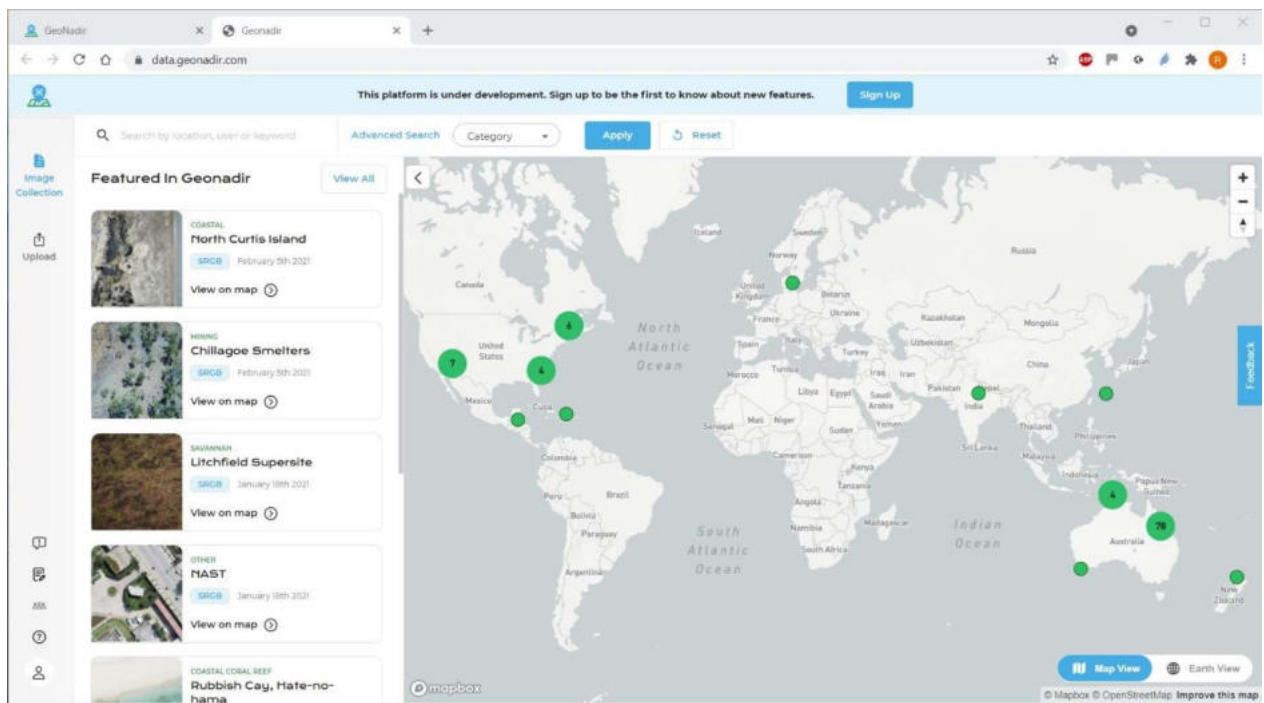 GeoNadir
Geonadir
data.geonadir.com
ABP
R
This platform is under development. Sign up to be the first to know about new features.
Sign Up
Search by location, user or keyword
Advanced Search
Category
Apply
Reset
Image
Collection
Upload
Featured In Geonadir
View All
COASTAL
North Curtis Island
SRGB February 5th 2021
View on map
MINING
Chillagoe Smelters
SRGB February 5th 2021
View on map
SAVANNAH
Litchfield Supersite
SRGB January 18th 2021
View on map
OTHER
NAST
SRGB January 18th 2021
View on map
COASTAL CORAL REEF
Rubbish Cay, Hate-no-
hama
Iceland
Sweden
Norway
Russia
Canada
United
Kingdom
Belarus
Ukraine
France
Kazakhstan
Mongolia
North
Atlantic
Ocean
6
7
4
United
States
Spain
Italy
Turkey
Uzbekistan
China
Japan
Morocco
Tunisia
Iraq
Iran
Pakistan
Nepal
Libya
Egypt
Saudi
Arabia
India
Mexico
Cuba
Senegal
Mali
Niger
Sudan
Yemen
Thailand
Philippines
Sri Lanka
Malaysia
Colombia
Cameroon
Kenya
Indonesia
Papua New
Guinea
Tanzania
4
Peru
Brazil
Angola
Bolivia
Namibia
Madagascar
70
Australia
Paraguay
South
Atlantic
Ocean
Indian
Ocean
South Africa
Argentina
New
Zealand
Feedback
Map View
Earth View
mapbox
© Mapbox © OpenStreetMap Improve this map